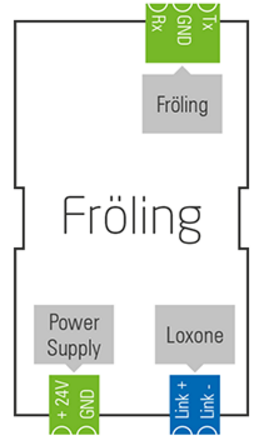 Rx
GND
Tx
Fröling
Fröling
Power
Supply
Loxone
+ 24V
GND
Link +
Link -